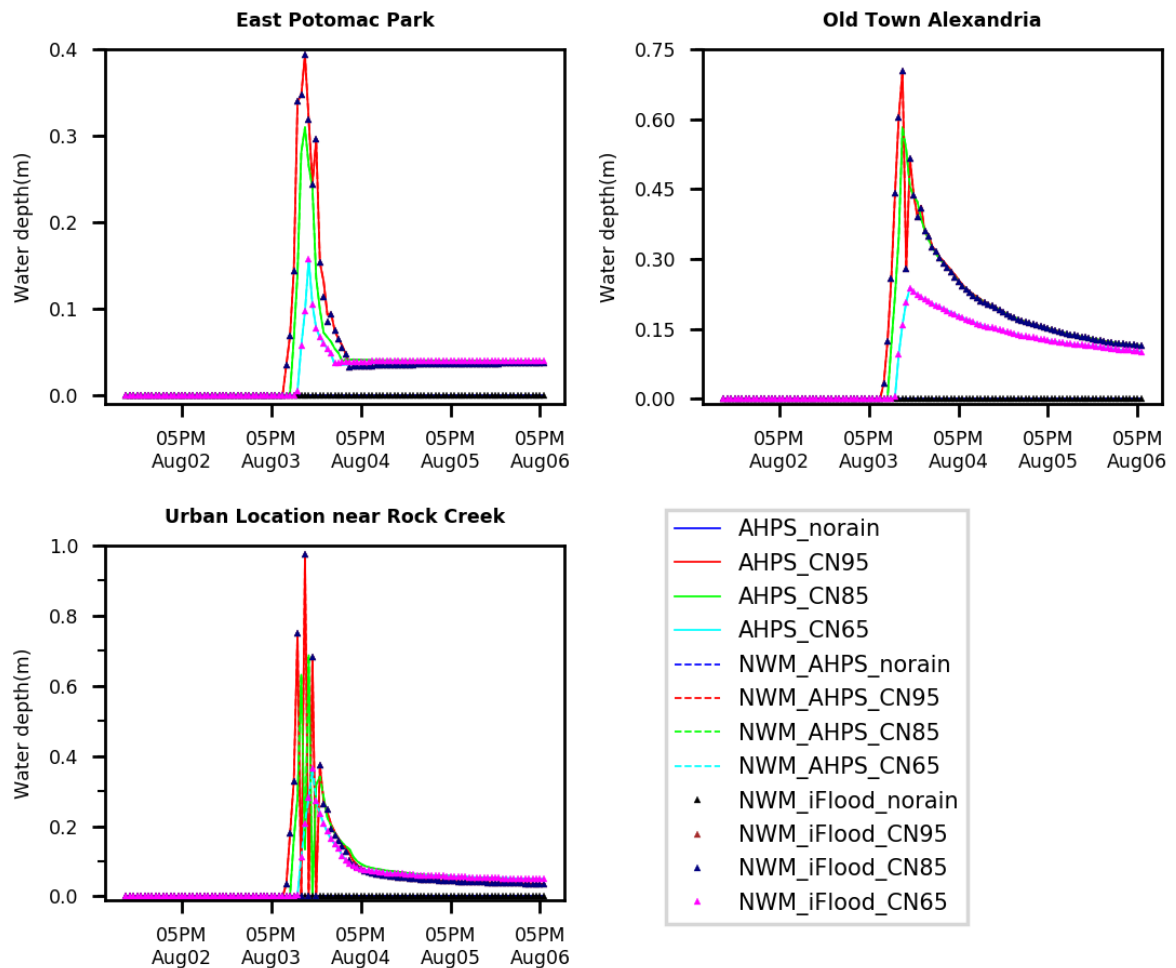 East Potomac Park
Water depth(m)
0.4
0.3
0.2
0.1
0.0
05PM 05PM 05PM 05PM 05PM
Aug02 Aug03 Aug04 Aug05 Aug06
Old Town Alexandria
Water depth(m)
0.75
0.60
0.45
0.30
0.15
0.00
05PM 05PM 05PM 05PM 05PM
Aug02 Aug03 Aug04 Aug05 Aug06
Urban Location near Rock Creek
Water depth(m)
1.0
0.8
0.6
0.4
0.2
0.0
05PM 05PM 05PM 05PM 05PM
Aug02 Aug03 Aug04 Aug05 Aug06
AHPS_norain
AHPS_CN95
AHPS_CN85
AHPS_CN65
NWM_AHPS_norain
NWM_AHPS_CN95
NWM_AHPS_CN85
NWM_AHPS_CN65
NWM_iFlood_norain
NWM_iFlood_CN95
NWM_iFlood_CN85
NWM_iFlood_CN65